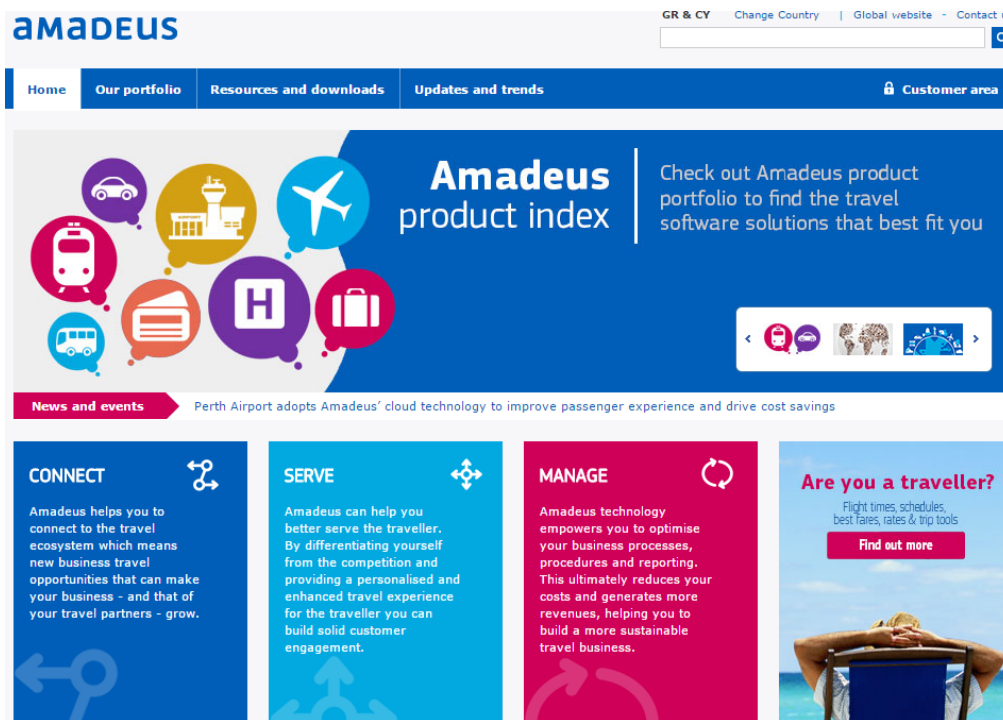 aMaDEUS
GR & CY Change Country | Global website - Contact
Home Our portfolio Resources and downloads Updates and trends Customer area
Amadeus
product index
Check out Amadeus product
portfolio to find the travel
software solutions that best fit you
H
News and events Perth Airport adopts Amadeus' cloud technology to improve passenger experience and drive cost savings
CONNECT
Amadeus helps you to
connect to the travel
ecosystem which means
new business travel
opportunities that can make
your business - and that of
your travel partners - grow.
SERVE
Amadeus can help you
better serve the traveller.
By differentiating yourself
from the competition and
providing a personalised and
enhanced travel experience
for the traveller you can
build solid customer
engagement.
MANAGE
Amadeus technology
empowers you to optimise
your business processes,
procedures and reporting.
This ultimately reduces your
costs and generates more
revenues, helping you to
build a more sustainable
travel business.
Are you a traveller?
Flight times, schedules,
best fares, rates & trip tools
Find out more